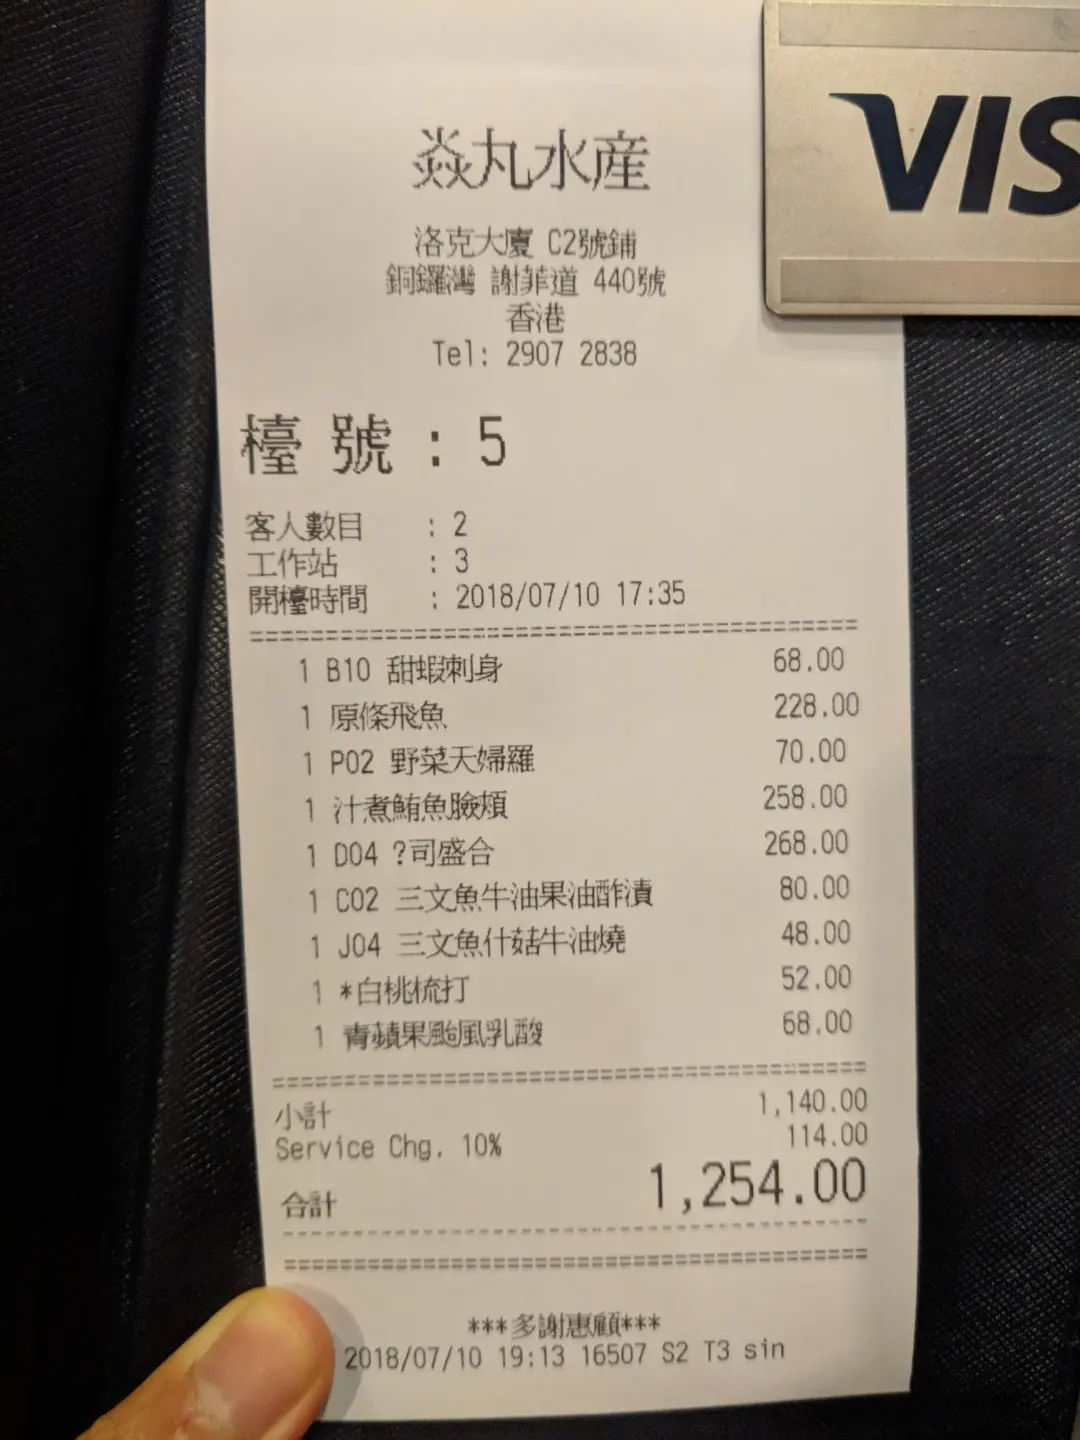 焱丸水産
VIS
洛克大廈 C2號鋪
銅鑼灣 謝菲道 440號
香港
Tel: 2907 2838
檯 號 : 5
客人數目 : 2
工作站 : 3
開檯時間 : 2018/07/10 17:35
1 B10 甜蝦刺身 68.00
1 原條飛魚 228.00
1 P02 野菜天婦羅 70.00
1 汁煮鮪魚臉頰 258.00
1 D04 ?司盛合 268.00
1 C02 三文魚牛油果油酢漬 80.00
1 J04 三文魚什菇牛油燒 48.00
1 *白桃梳打 52.00
1 青蘋果颱風乳酸 68.00
小計 1,140.00
Service Chg. 10% 114.00
合計 1,254.00
***多謝惠顧***
2018/07/10 19:13 16507 S2 T3 sin